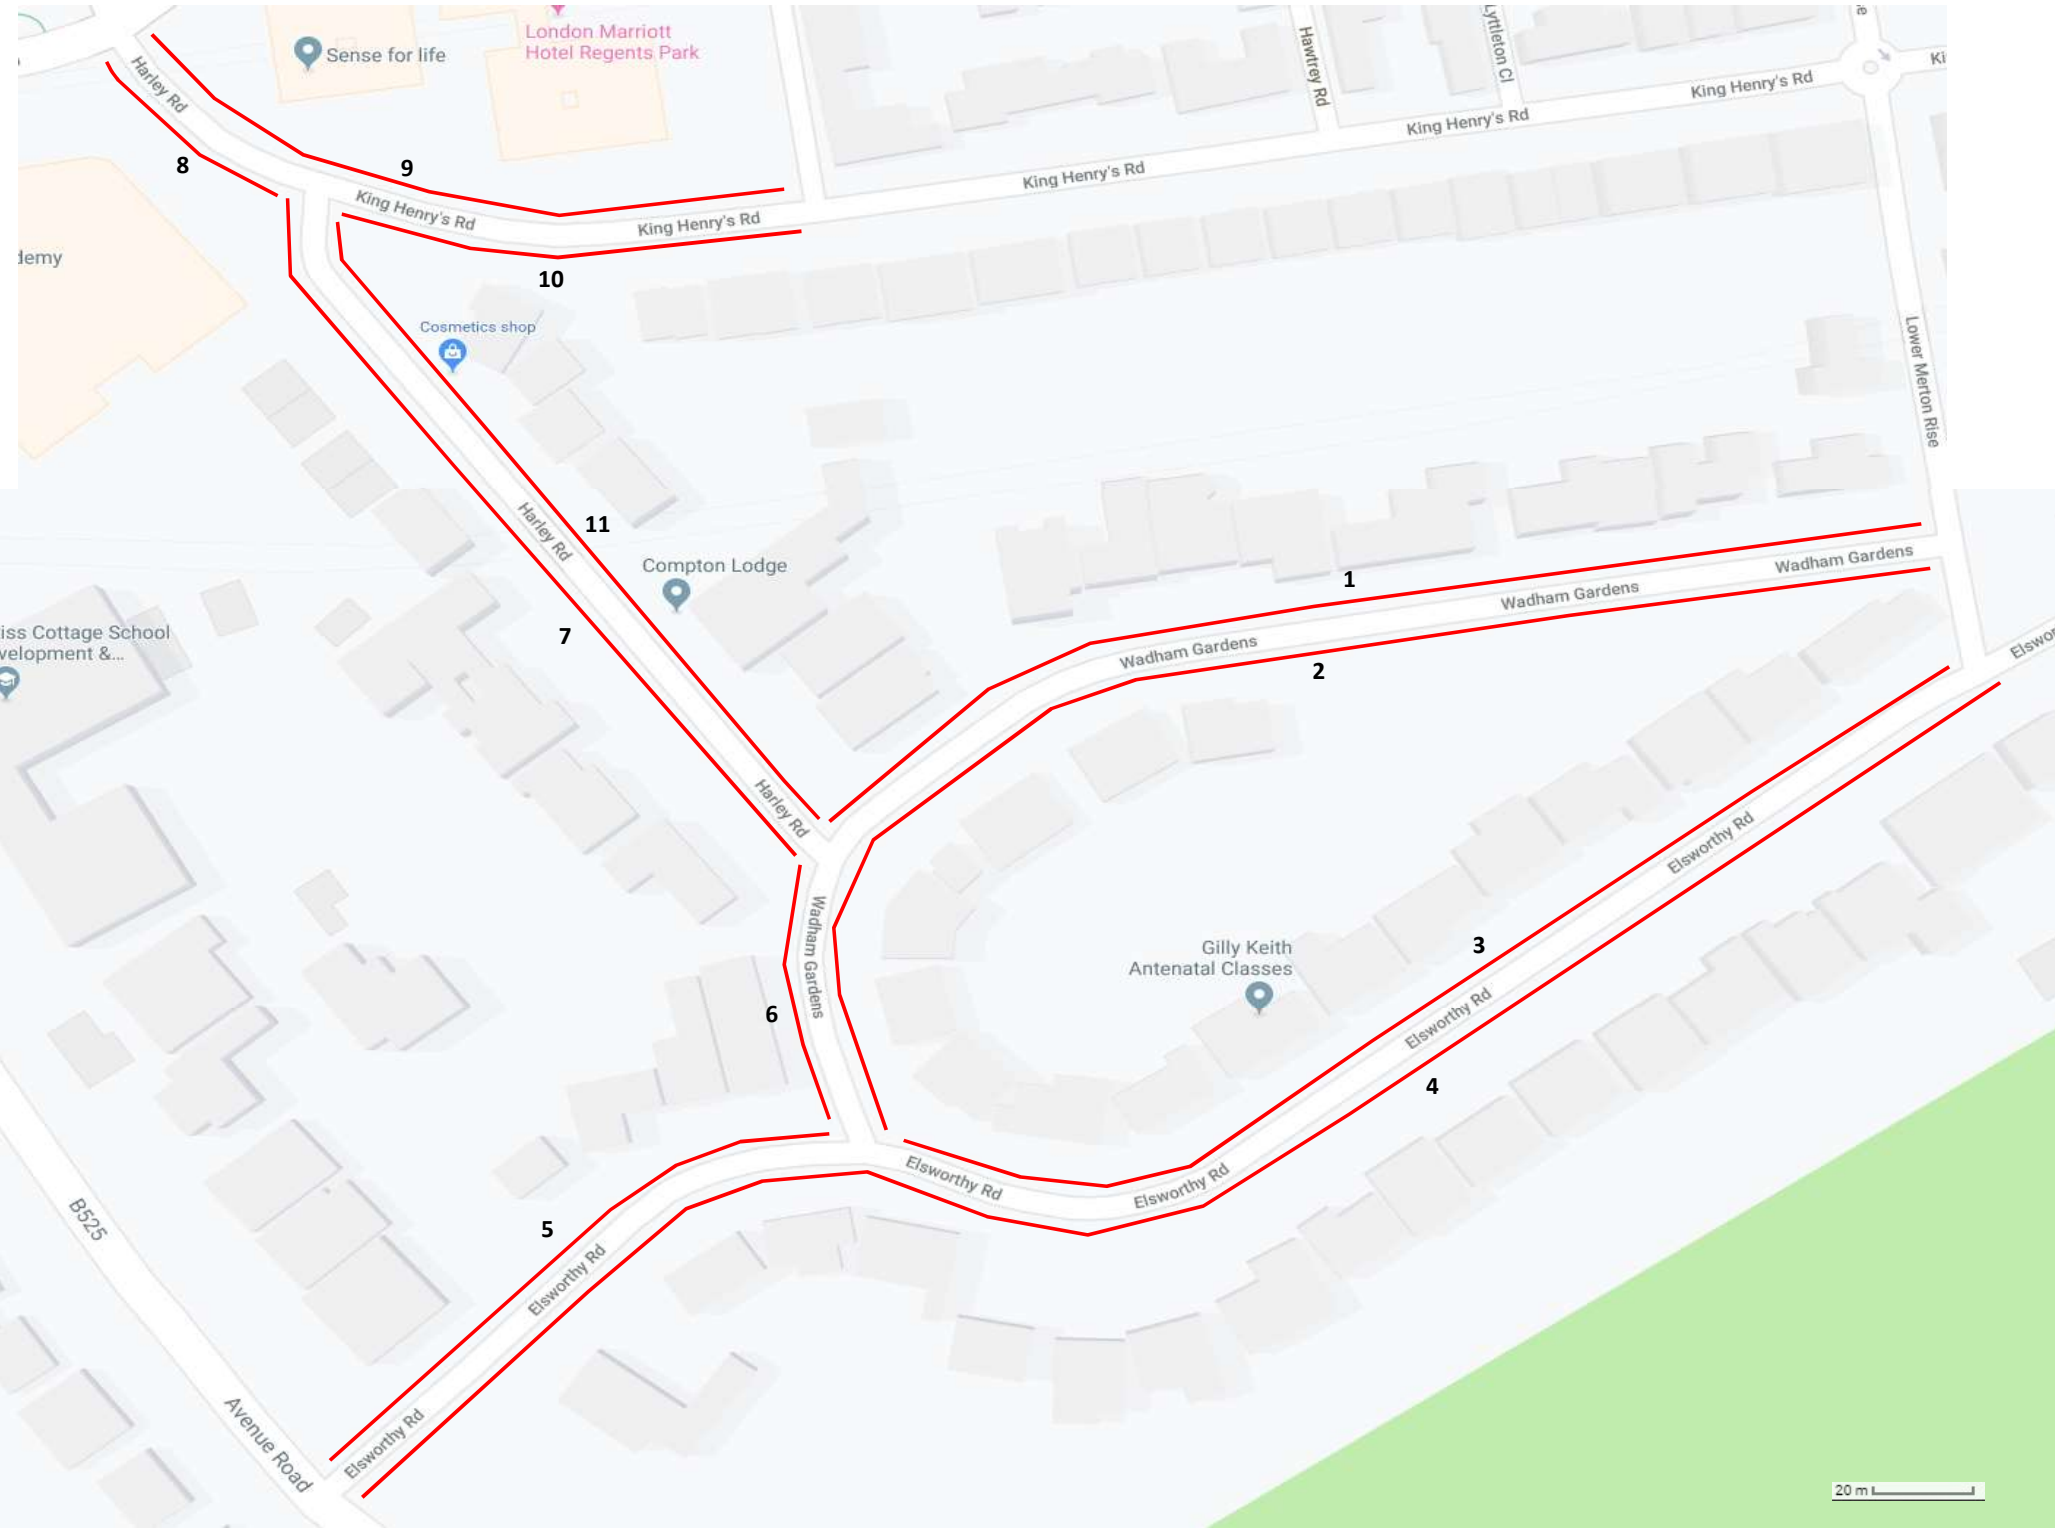 London Marriott
Hotel Regents Park
Sense for life
Harley Rd
Hawtrey Rd
Lyttleton Cl
King Henry's Rd
King Henry's Rd
King Henry's Rd
King Henry's Rd
King Henry's Rd
Ki
8
9
10
demy
Cosmetics shop
Lower Merton Rise
Harley Rd
11
Compton Lodge
7
1
Wadham Gardens
Wadham Gardens
Wadham Gardens
2
iss Cottage School
velopment &...
Elswor
Harley Rd
Wadham Gardens
6
Elsworthy Rd
3
Gilly Keith
Antenatal Classes
Elsworthy Rd
4
Elsworthy Rd
Elsworthy Rd
5
Elsworthy Rd
B525
Avenue Road
Elsworthy Rd
20 m